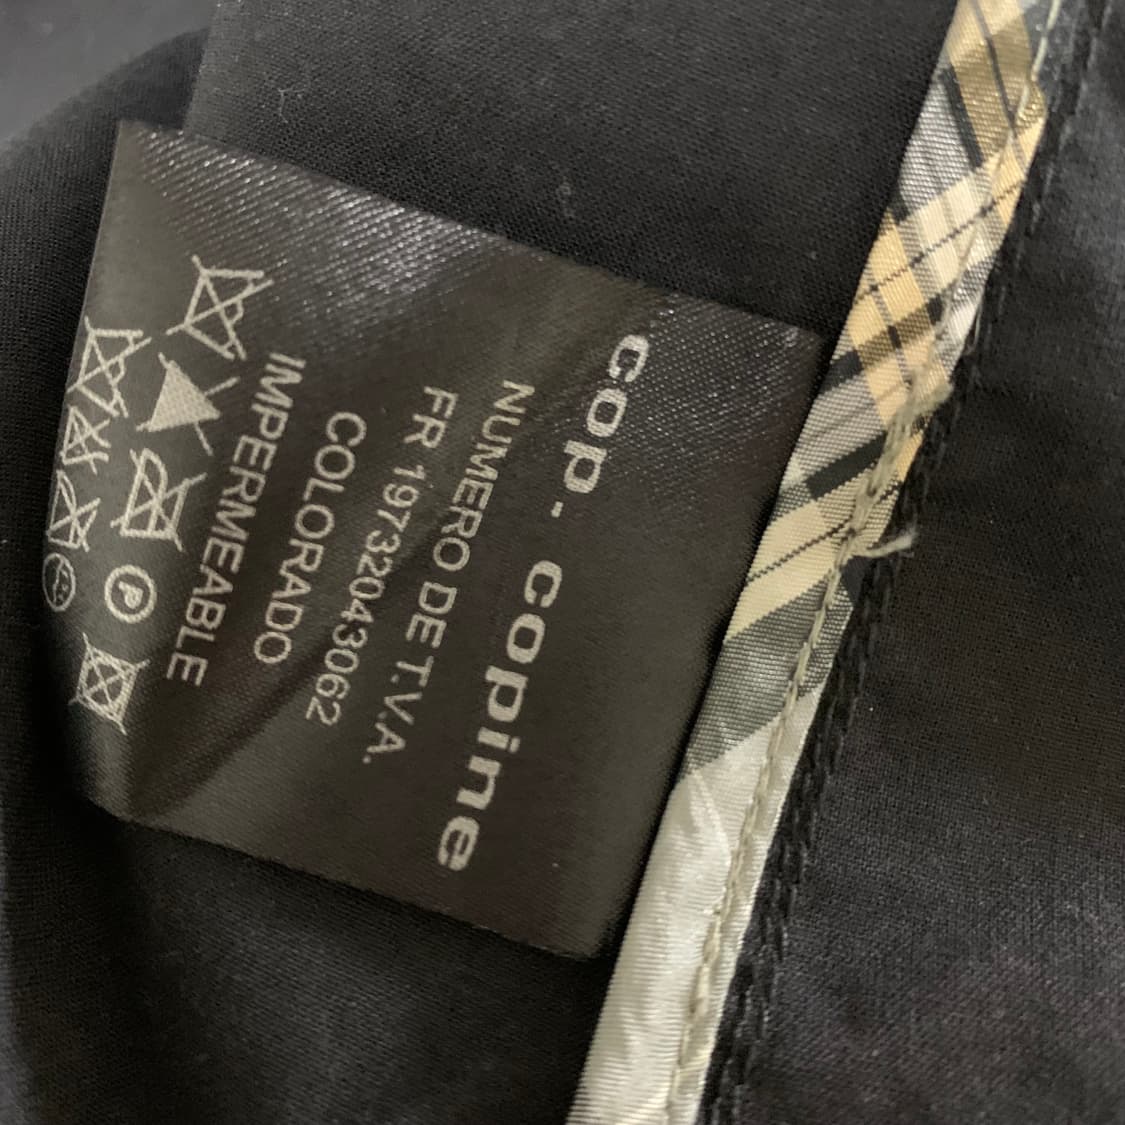 cop. copine
NUMERO DE T.V.A.
FR 19732043062
COLORADO
IMPERMEABLE
P